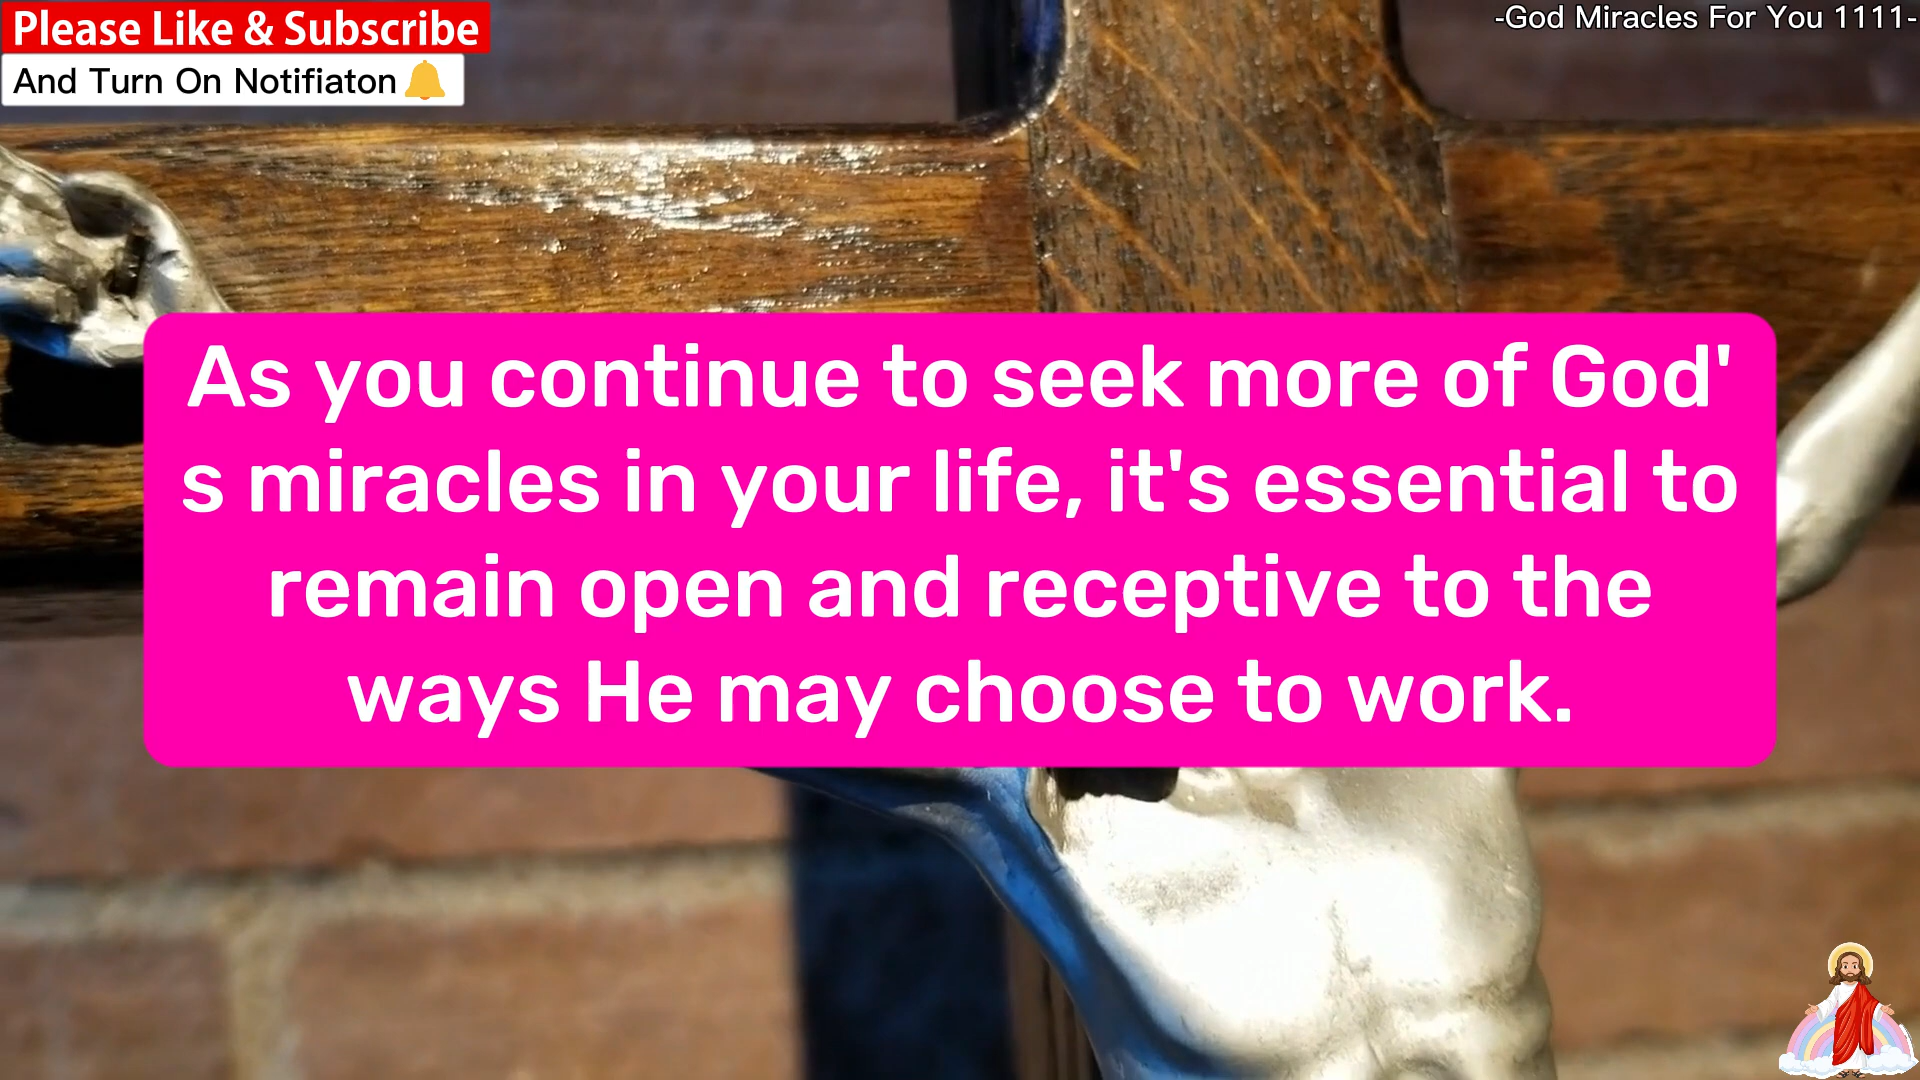 Please Like & Subscribe
And Turn On Notifiaton
-God Miracles For You 1111-
As you continue to seek more of God'
s miracles in your life, it's essential to
remain open and receptive to the
ways He may choose to work.